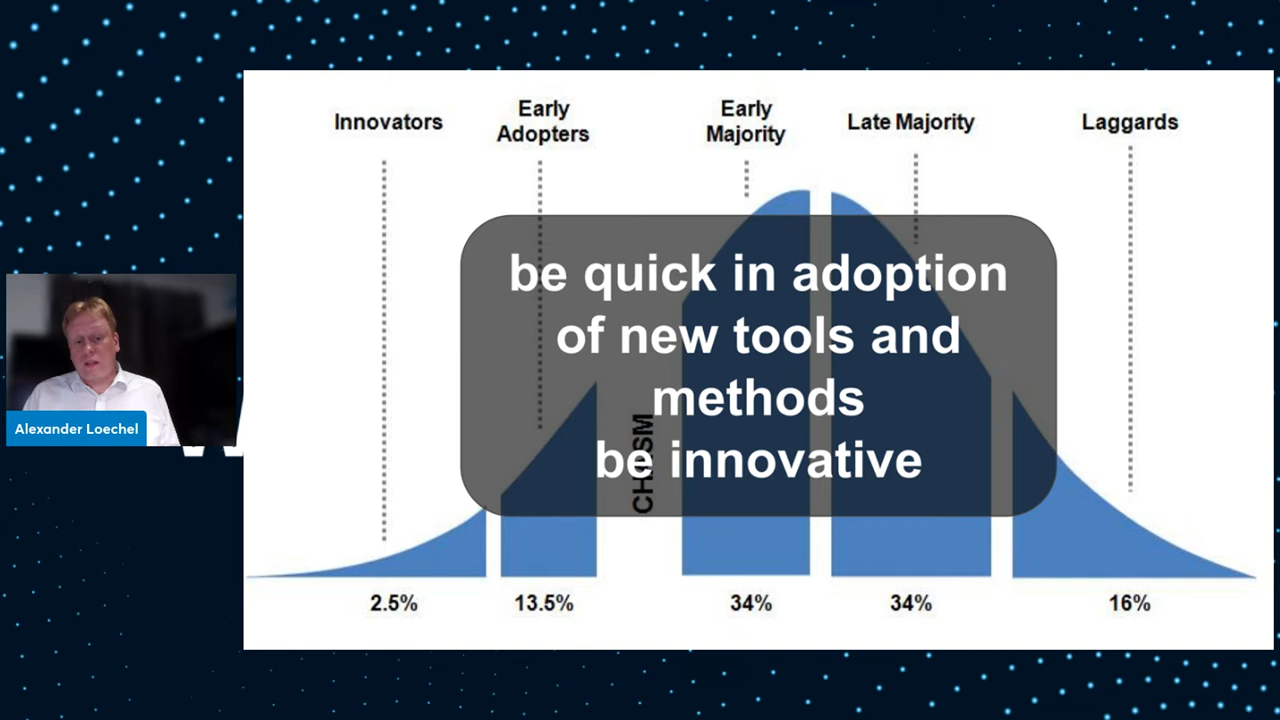 Innovators
Early
Adopters
Early
Majority
Late Majority
Laggards
be quick in adoption
of new tools and
methods
be innovative
CHASM
2.5%
13.5%
34%
34%
16%
Alexander Loechel